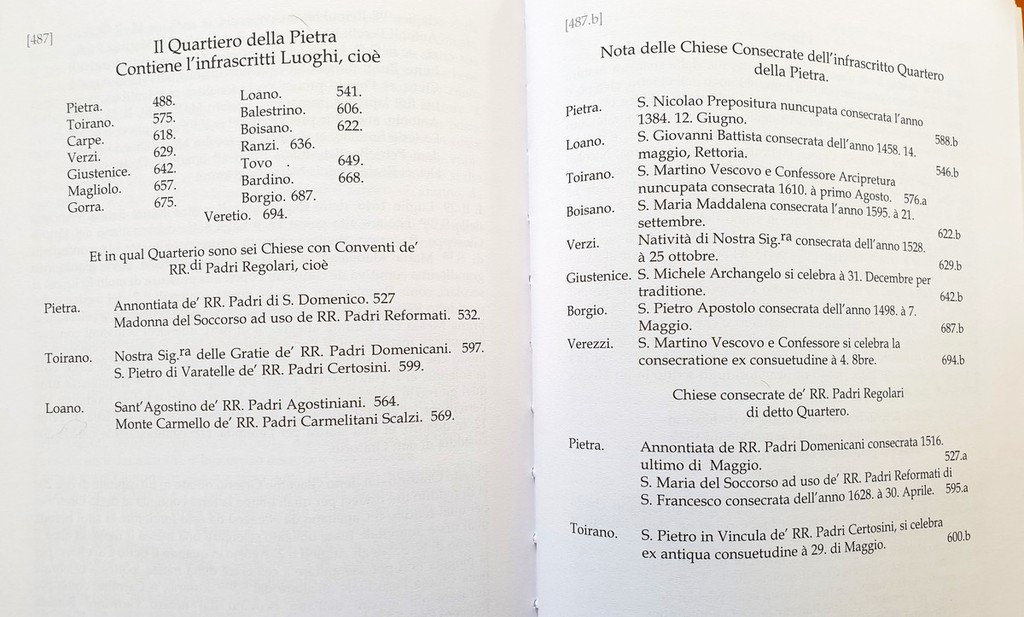 [487]
Il Quartiero della Pietra
Contiene l'infrascritti Luoghi, cioè
Pietra. 488. Loano. 541.
Toirano. 575. Balestrino. 606.
Carpe. 618. Boisano. 622.
Verzi. 629. Ranzi. 636.
Giustenice. 642. Tovo . 649.
Magliolo. 657. Bardino. 668.
Gorra. 675. Borgio. 687.
Veretio. 694.
Et in qual Quarterio sono sei Chiese con Conventi de'
RR.di Padri Regolari, cioè
Pietra. Annontiata de' RR. Padri di S. Domenico. 527
Madonna del Soccorso ad uso de RR. Padri Reformati. 532.
Toirano. Nostra Sig.ra delle Gratie de' RR. Padri Domenicani. 597.
S. Pietro di Varatelle de' RR. Padri Certosini. 599.
Loano. Sant'Agostino de' RR. Padri Agostiniani. 564.
Monte Carmello de' RR. Padri Carmelitani Scalzi. 569.
[487.b]
Nota delle Chiese Consecrate dell'infrascritto Quartero
della Pietra.
Pietra. S. Nicolao Prepositura nuncupata consecrata l'anno
1384. 12. Giugno. 588.b
Loano. S. Giovanni Battista consecrata dell'anno 1458. 14.
maggio, Rettoria. 546.b
Toirano. S. Martino Vescovo e Confessore Arcipretura
nuncupata consecrata 1610. à primo Agosto. 576.a
Boisano. S. Maria Maddalena consecrata l'anno 1595. à 21.
settembre. 622.b
Verzi. Natività di Nostra Sig.ra consecrata dell'anno 1528.
à 25 ottobre. 629.b
Giustenice. S. Michele Archangelo si celebra à 31. Decembre per
traditione. 642.b
Borgio. S. Pietro Apostolo consecrata dell'anno 1498. à 7.
Maggio. 687.b
Verezzi. S. Martino Vescovo e Confessore si celebra la
consecratione ex consuetudine à 4. 8bre. 694.b
Chiese consecrate de' RR. Padri Regolari
di detto Quartero.
Pietra. Annontiata de RR. Padri Domenicani consecrata 1516.
ultimo di Maggio. 527.a
S. Maria del Soccorso ad uso de' RR. Padri Reformati di
S. Francesco consecrata dell'anno 1628. à 30. Aprile. 595.a
Toirano. S. Pietro in Vincula de' RR. Padri Certosini, si celebra
ex antiqua consuetudine à 29. di Maggio. 600.b